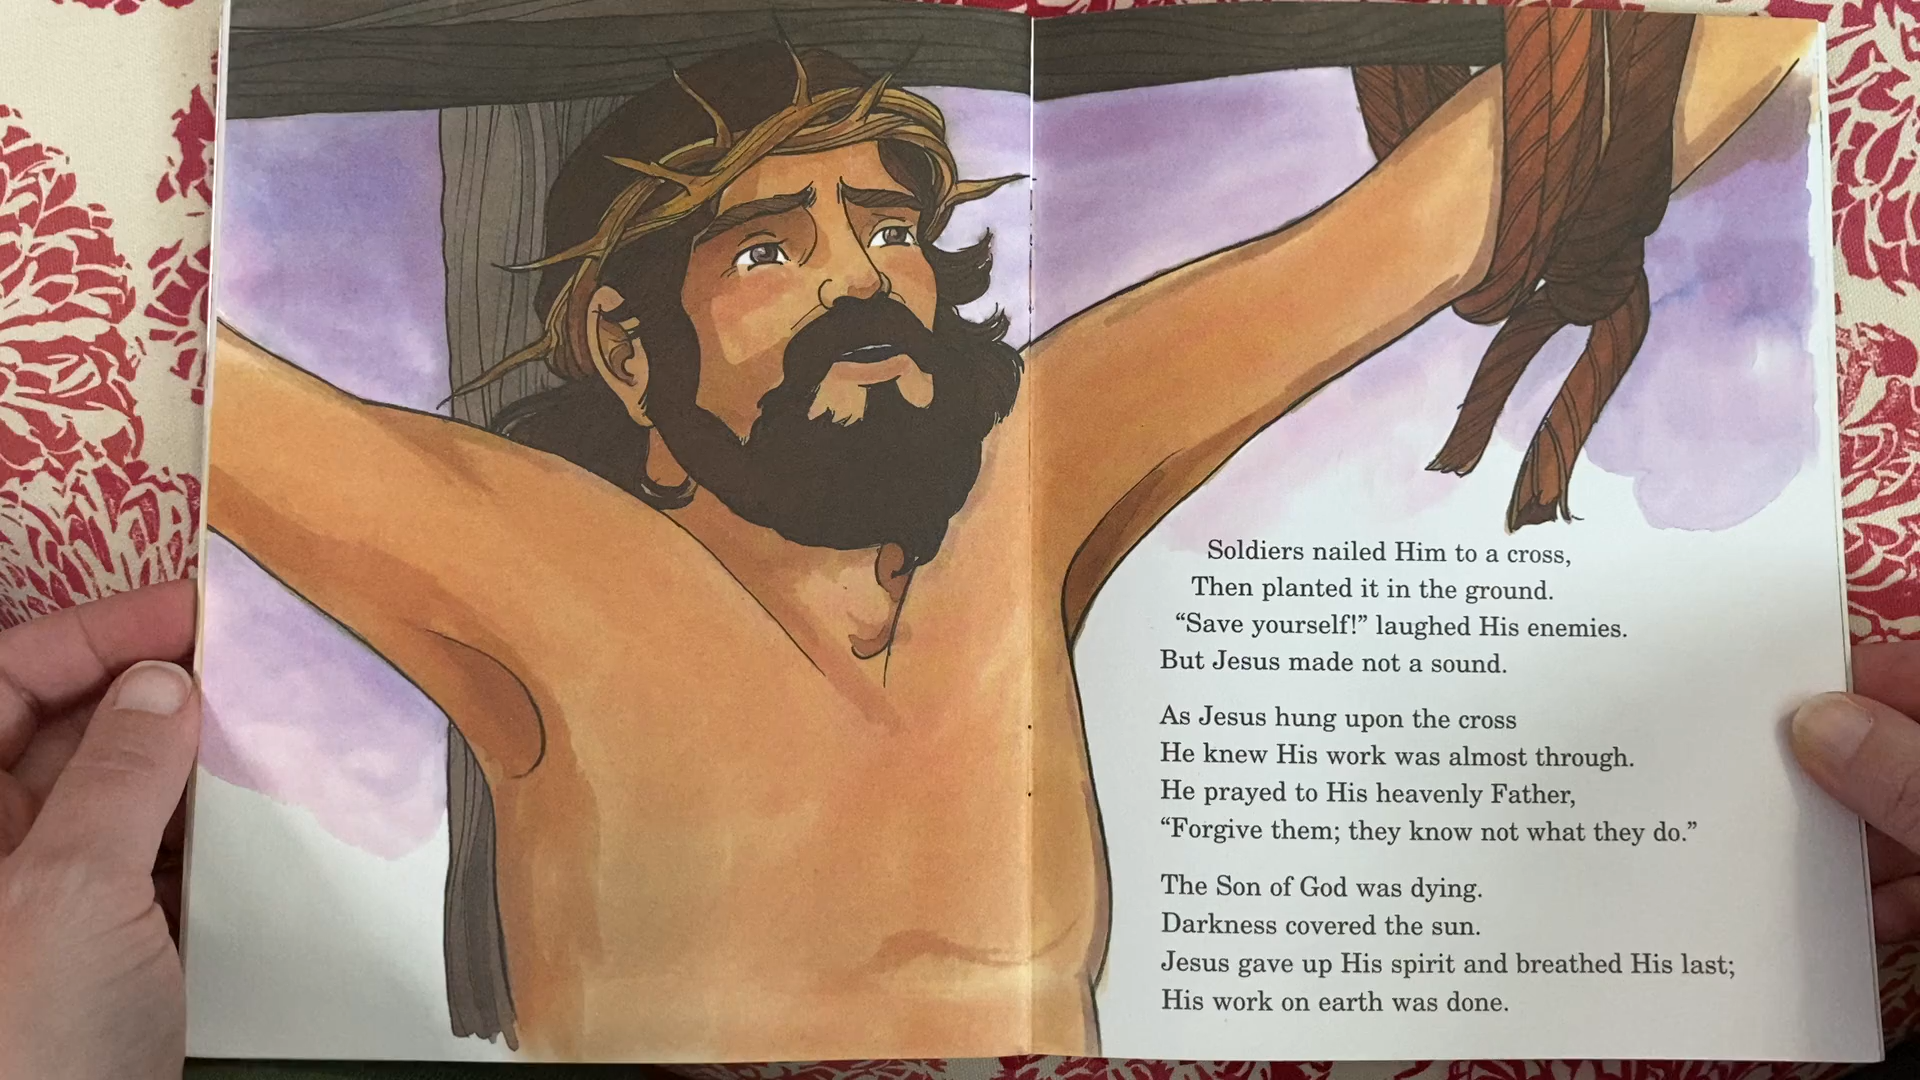 Soldiers nailed Him to a cross,
Then planted it in the ground.
“Save yourself!” laughed His enemies.
But Jesus made not a sound.
As Jesus hung upon the cross
He knew His work was almost through.
He prayed to His heavenly Father,
“Forgive them; they know not what they do.”
The Son of God was dying.
Darkness covered the sun.
Jesus gave up His spirit and breathed His last;
His work on earth was done.